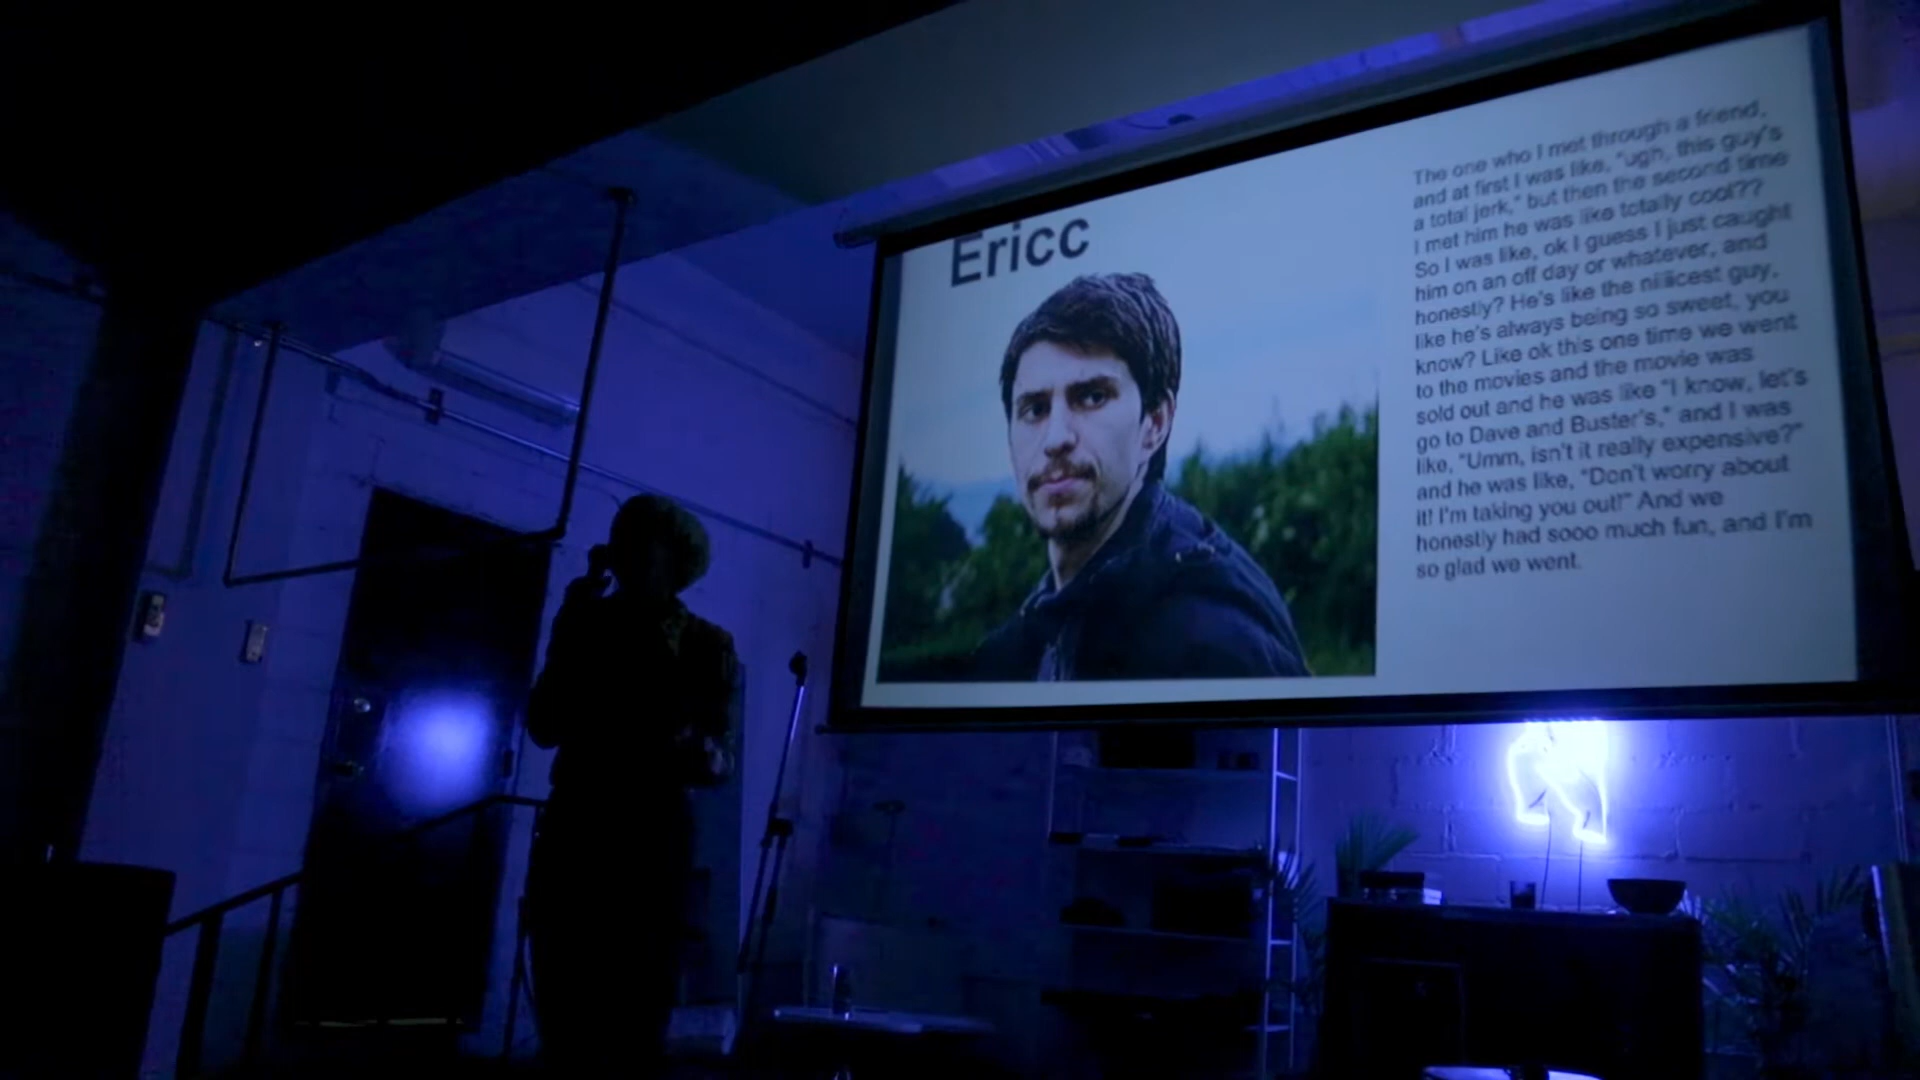 Ericc
The one who I met through a friend,
and at first I was like, "ugh, this guy's
a total jerk," but then the second time
I met him he was like totally cool??
So I was like, ok I guess I just caught
him on an off day or whatever, and
honestly? He's like the niiiicest guy,
like he's always being so sweet, you
know? Like ok this one time we went
to the movies and the movie was
sold out and he was like "I know, let's
go to Dave and Buster's," and I was
like, "Umm, isn't it really expensive?"
and he was like, "Don't worry about
it! I'm taking you out!" And we
honestly had sooo much fun, and I'm
so glad we went.